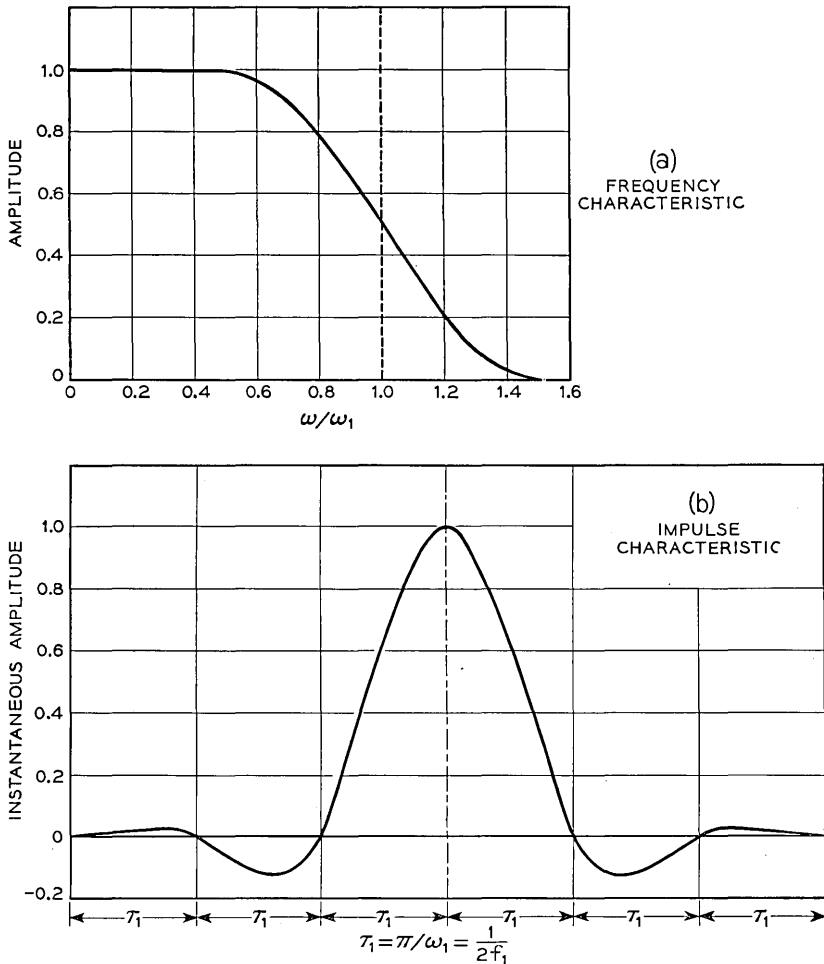 1.0
0.8
0.6
0.4
0.2
0
AMPLITUDE
0 0.2 0.4 0.6 0.8 1.0 1.2 1.4 1.6
ω/ω₁
(a)
FREQUENCY
CHARACTERISTIC
(b)
IMPULSE
CHARACTERISTIC
1.0
0.8
0.6
0.4
0.2
0
-0.2
INSTANTANEOUS AMPLITUDE
τ₁ τ₁ τ₁ τ₁ τ₁ τ₁
τ₁ = π/ω₁ = 1/2f₁